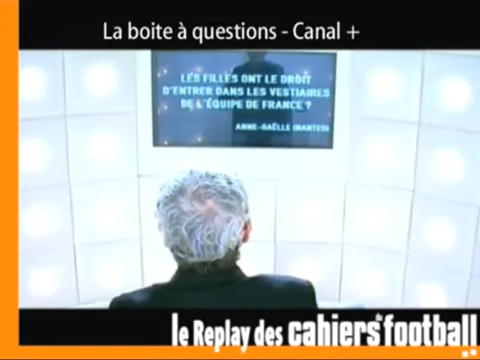 La boite à questions - Canal +
LES FILLES ONT LE DROIT
D'ENTRER DANS LES VESTIAIRES
DE L'ÉQUIPE DE FRANCE ?
ANNE-GAËLLE (NANTES)
le Replay des cahiers du football